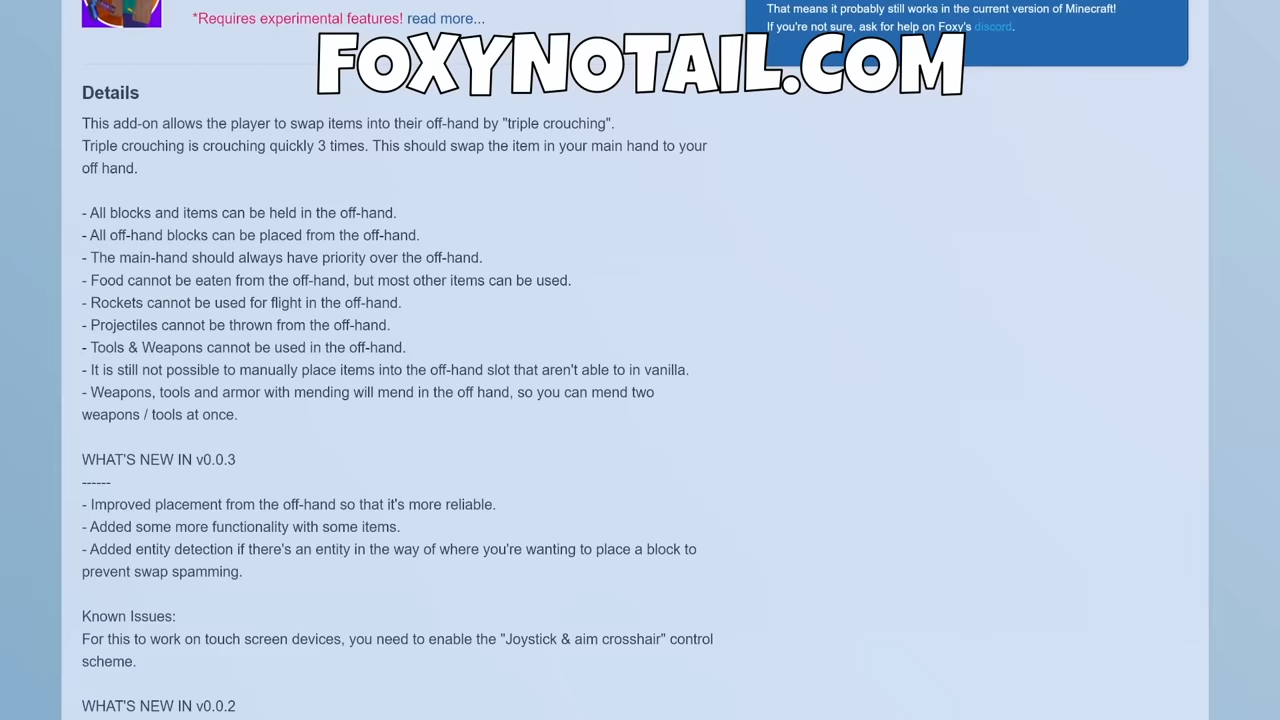 *Requires experimental features! read more...
That means it probably still works in the current version of Minecraft!
If you're not sure, ask for help on Foxy's discord.
FOXYNOTAIL.COM
Details
This add-on allows the player to swap items into their off-hand by "triple crouching".
Triple crouching is crouching quickly 3 times. This should swap the item in your main hand to your
off hand.
- All blocks and items can be held in the off-hand.
- All off-hand blocks can be placed from the off-hand.
- The main-hand should always have priority over the off-hand.
- Food cannot be eaten from the off-hand, but most other items can be used.
- Rockets cannot be used for flight in the off-hand.
- Projectiles cannot be thrown from the off-hand.
- Tools & Weapons cannot be used in the off-hand.
- It is still not possible to manually place items into the off-hand slot that aren't able to in vanilla.
- Weapons, tools and armor with mending will mend in the off hand, so you can mend two
weapons / tools at once.
WHAT'S NEW IN v0.0.3
------
- Improved placement from the off-hand so that it's more reliable.
- Added some more functionality with some items.
- Added entity detection if there's an entity in the way of where you're wanting to place a block to
prevent swap spamming.
Known Issues:
For this to work on touch screen devices, you need to enable the "Joystick & aim crosshair" control
scheme.
WHAT'S NEW IN v0.0.2